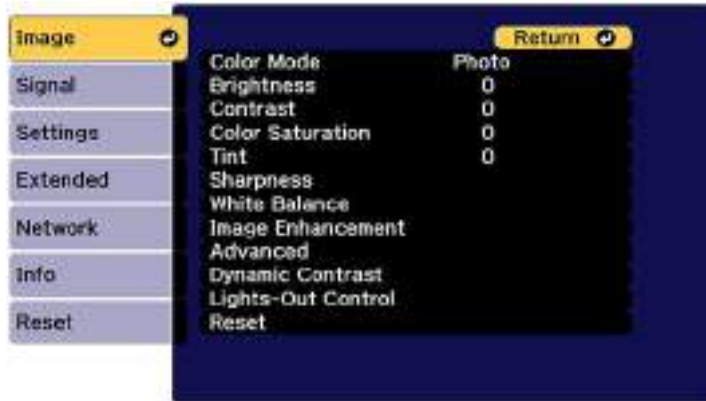 Image
Signal
Settings
Extended
Network
Info
Reset
Return
Color Mode Photo
Brightness 0
Contrast 0
Color Saturation 0
Tint 0
Sharpness
White Balance
Image Enhancement
Advanced
Dynamic Contrast
Lights-Out Control
Reset